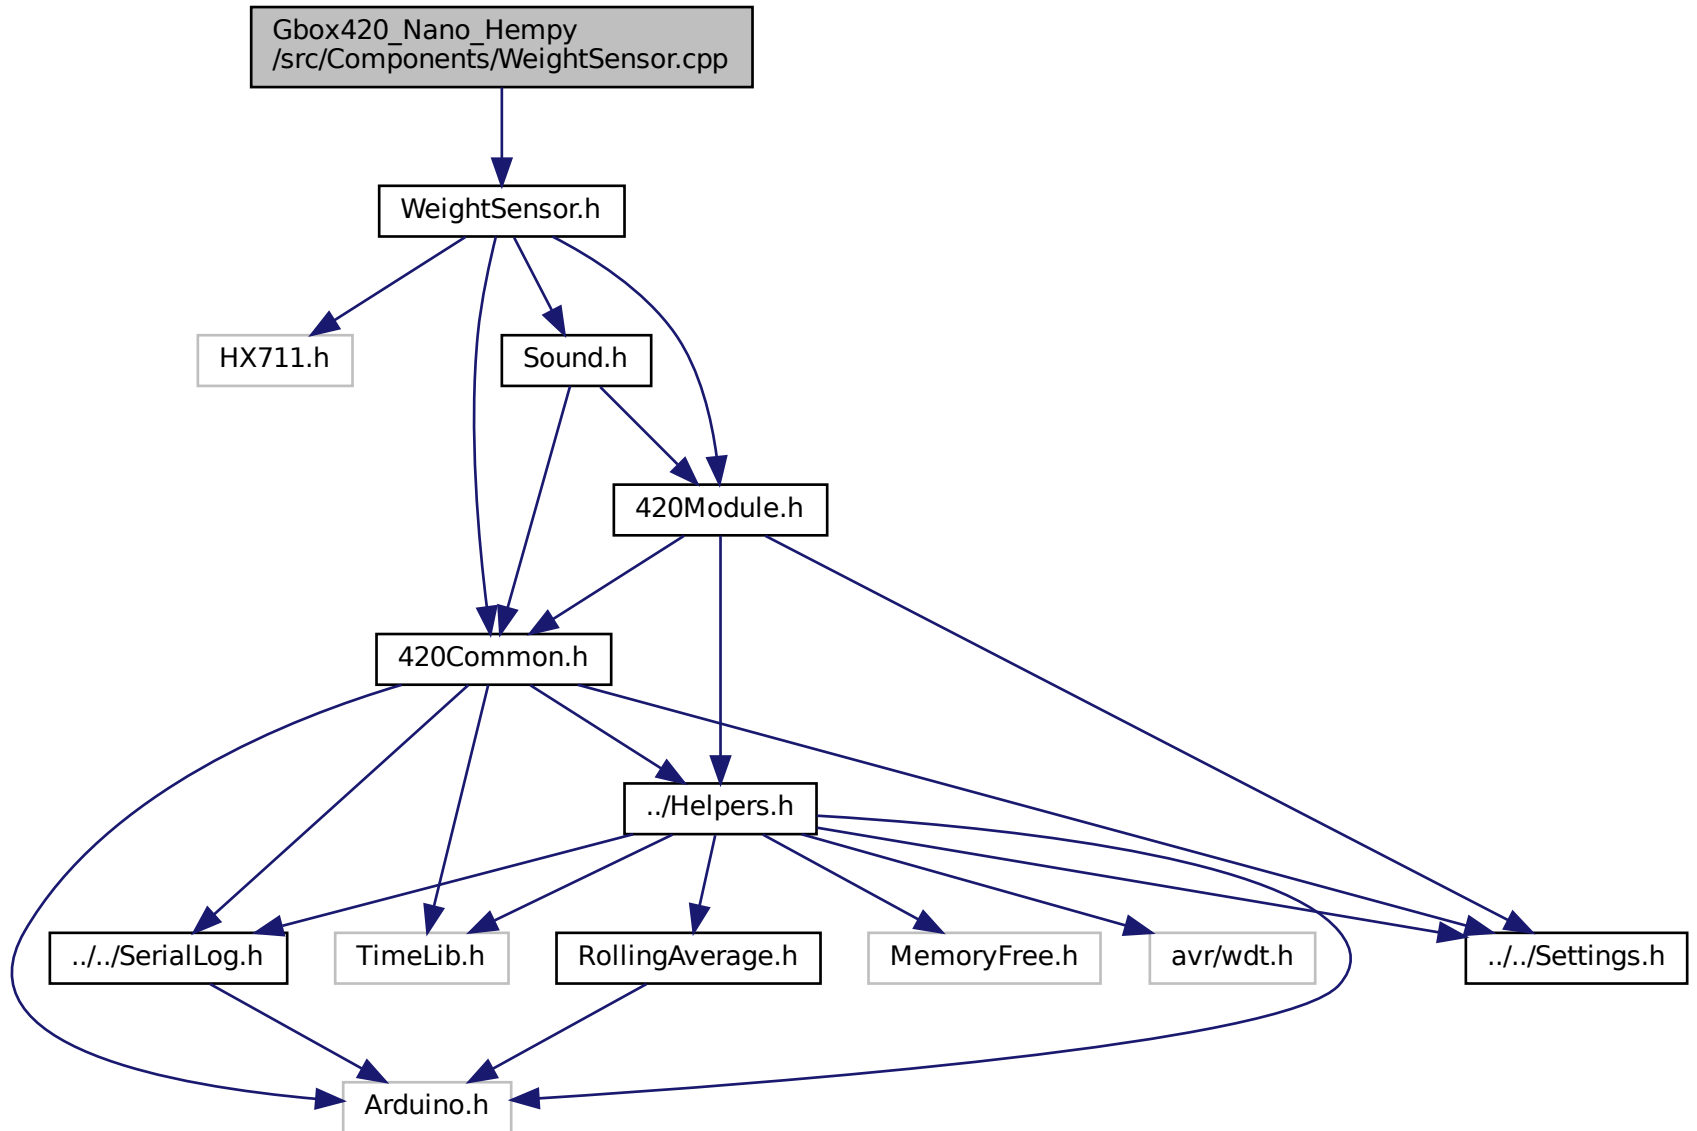 Gbox420_Nano_Hempy
/src/Components/WeightSensor.cpp
WeightSensor.h
HX711.h
Sound.h
420Module.h
420Common.h
../Helpers.h
../../SerialLog.h
TimeLib.h
RollingAverage.h
MemoryFree.h
avr/wdt.h
../../Settings.h
Arduino.h